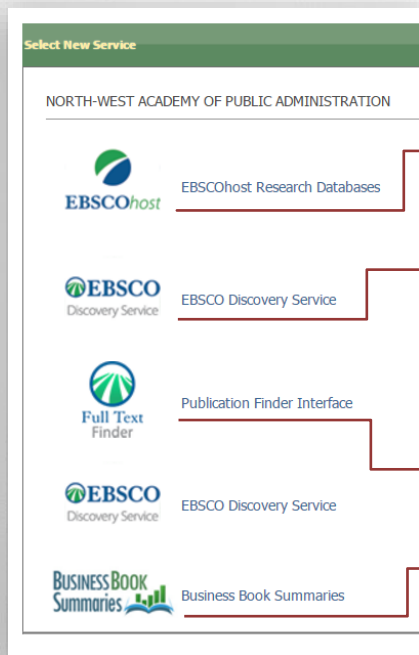 Select New Service
NORTH-WEST ACADEMY OF PUBLIC ADMINISTRATION
EBSCOhost
EBSCOhost Research Databases
EBSCO
Discovery Service
EBSCO Discovery Service
Full Text
Finder
Publication Finder Interface
EBSCO
Discovery Service
EBSCO Discovery Service
BUSINESS BOOK
Summaries
Business Book Summaries